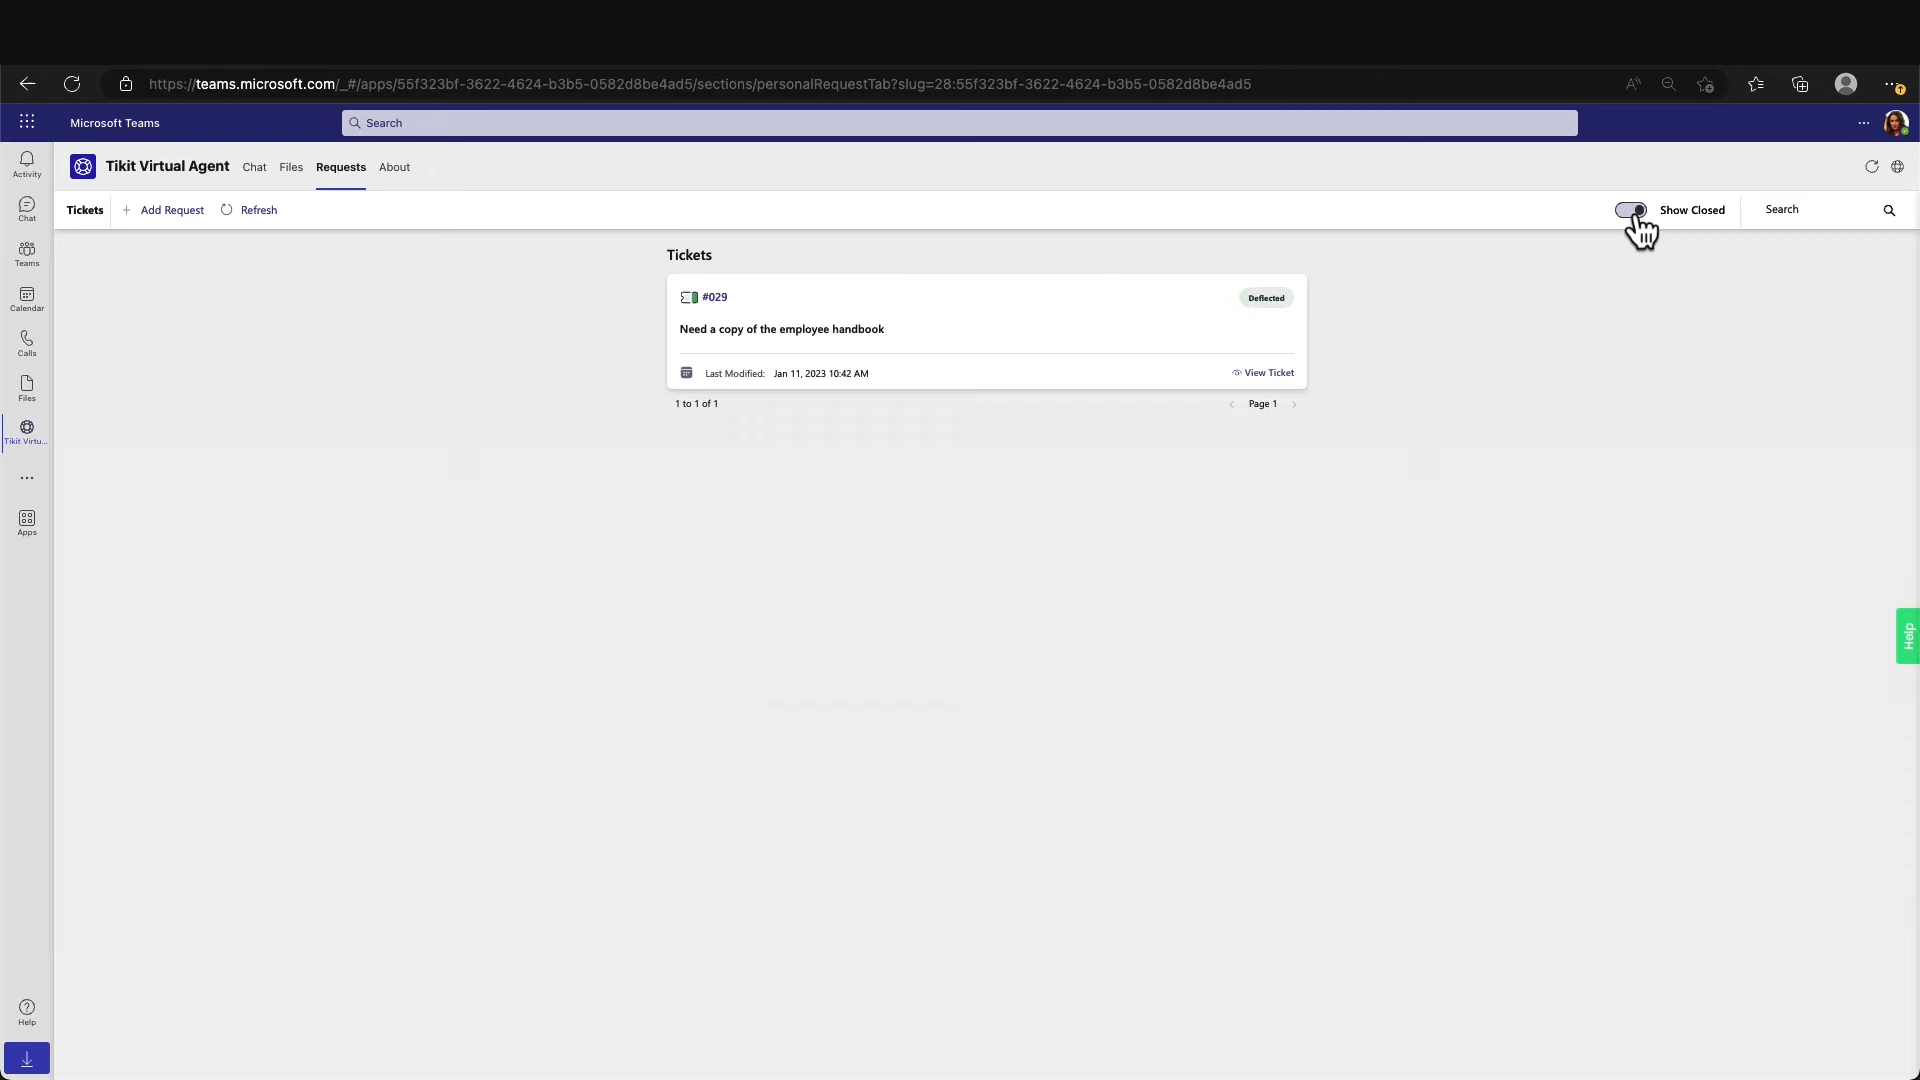 https://teams.microsoft.com/_#/apps/55f323bf-3622-4624-b3b5-0582d8be4ad5/sections/personalRequestTab?slug=28:55f323bf-3622-4624-b3b5-0582d8be4ad5
Microsoft Teams
Search
Activity
Chat
Teams
Calendar
Calls
Files
Tikit Virtu...
Apps
Help
Tikit Virtual Agent
Chat
Files
Requests
About
Tickets
+ Add Request
Refresh
Show Closed
Search
Tickets
#029
Deflected
Need a copy of the employee handbook
Last Modified: Jan 11, 2023 10:42 AM
View Ticket
1 to 1 of 1
< Page 1 >
Help